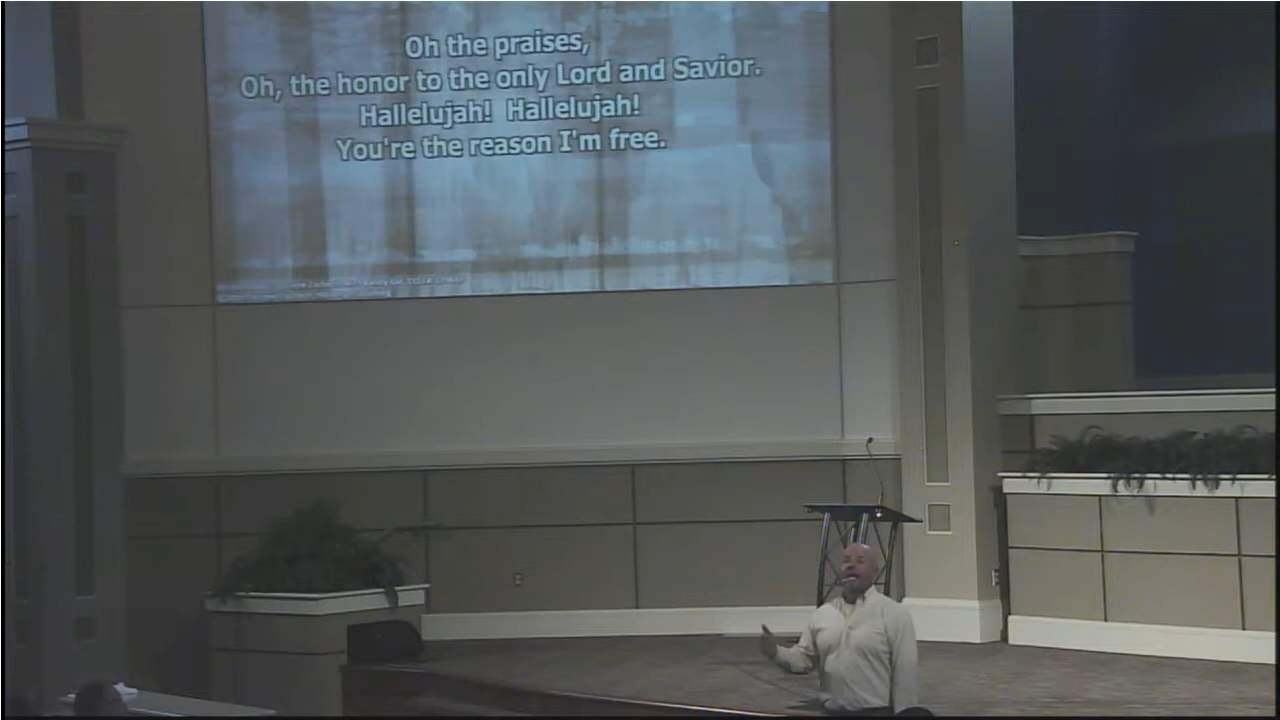 Oh the praises,
Oh, the honor to the only Lord and Savior.
Hallelujah!  Hallelujah!
You're the reason I'm free.